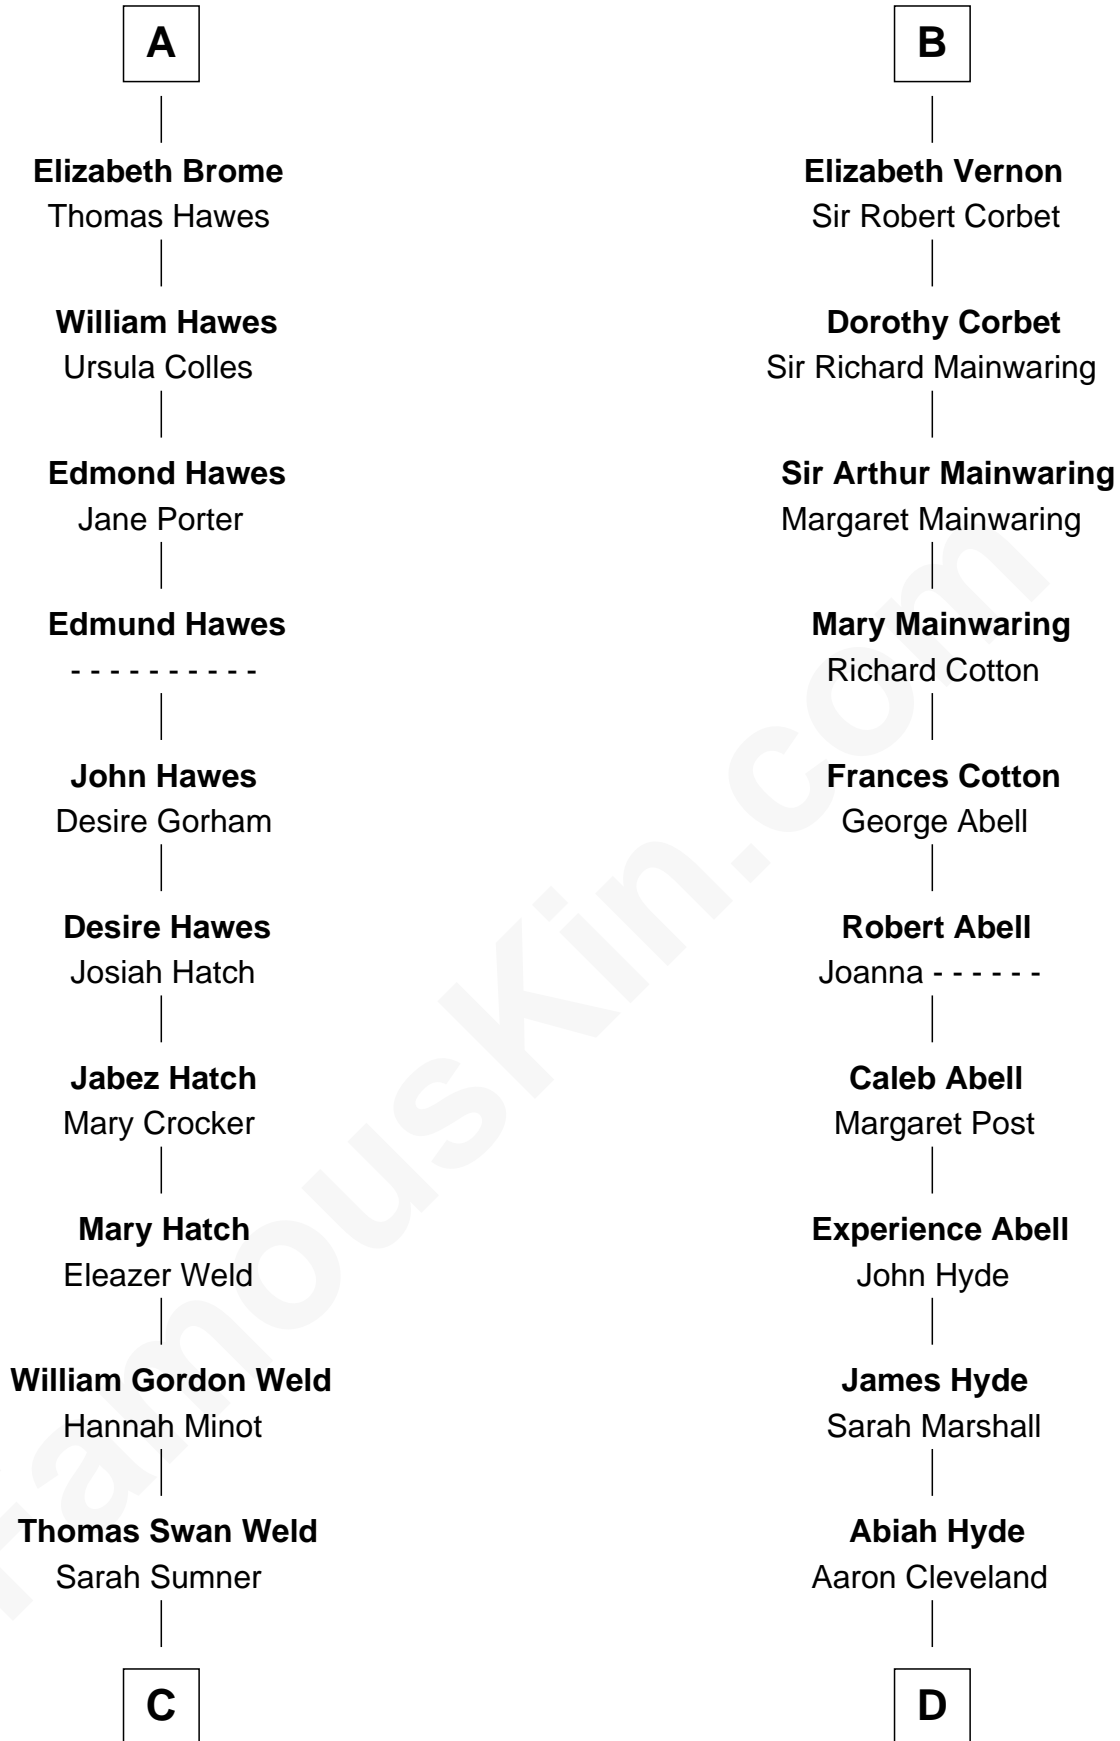 A
Elizabeth Brome
Thomas Hawes
William Hawes
Ursula Colles
Edmond Hawes
Jane Porter
Edmund Hawes
- - - - - - - - - -
John Hawes
Desire Gorham
Desire Hawes
Josiah Hatch
Jabez Hatch
Mary Crocker
Mary Hatch
Eleazer Weld
William Gordon Weld
Hannah Minot
Thomas Swan Weld
Sarah Sumner
C
B
Elizabeth Vernon
Sir Robert Corbet
Dorothy Corbet
Sir Richard Mainwaring
Sir Arthur Mainwaring
Margaret Mainwaring
Mary Mainwaring
Richard Cotton
Frances Cotton
George Abell
Robert Abell
Joanna - - - - - -
Caleb Abell
Margaret Post
Experience Abell
John Hyde
James Hyde
Sarah Marshall
Abiah Hyde
Aaron Cleveland
D
FamousKin.com